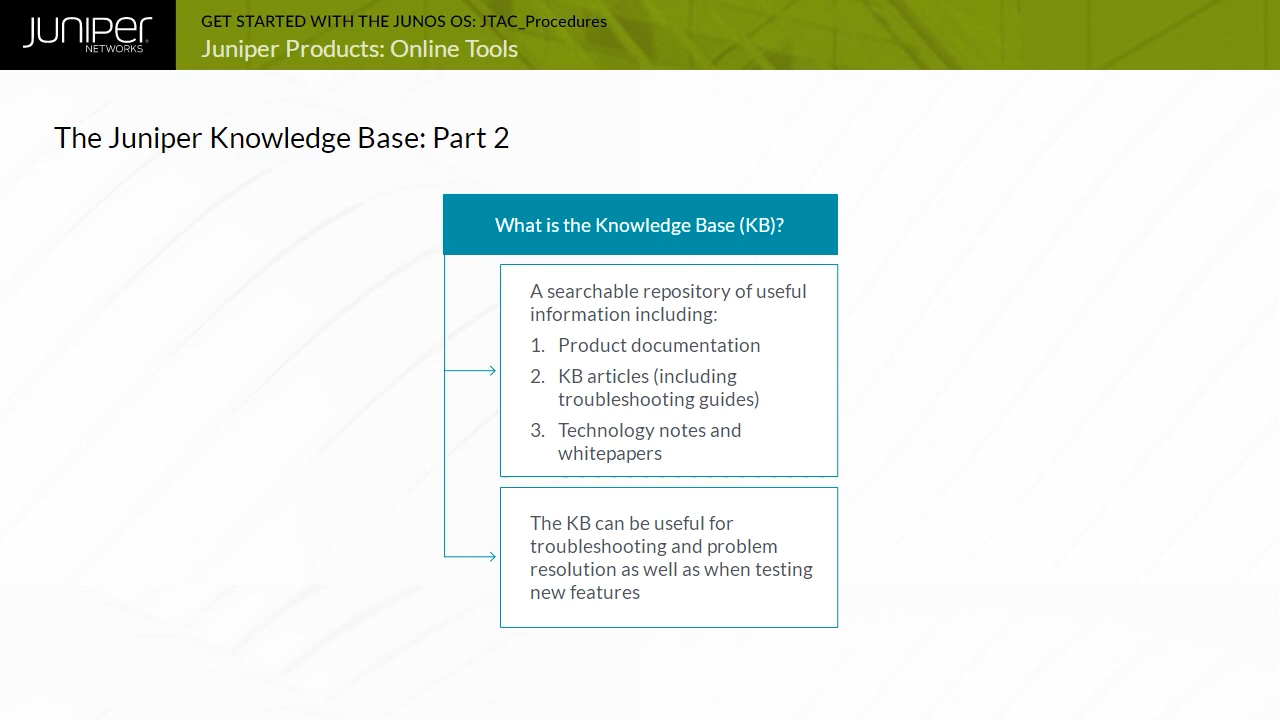 JUNIPEr
NETWORKS
GET STARTED WITH THE JUNOS OS: JTAC_Procedures
Juniper Products: Online Tools
The Juniper Knowledge Base: Part 2
What is the Knowledge Base (KB)?
A searchable repository of useful
information including:
1. Product documentation
2. KB articles (including
troubleshooting guides)
3. Technology notes and
whitepapers
The KB can be useful for
troubleshooting and problem
resolution as well as when testing
new features